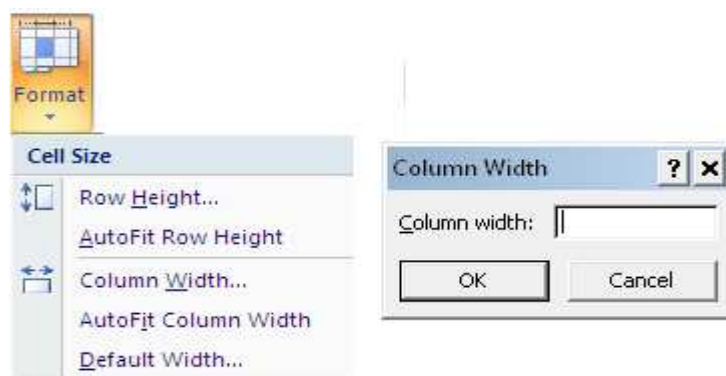 Format
Cell Size
Row Height...
AutoFit Row Height
Column Width...
AutoFit Column Width
Default Width...
Column Width
?
Column width:
OK
Cancel